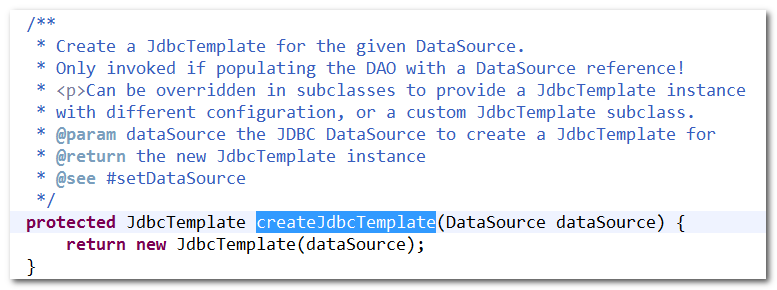 /**
 * Create a JdbcTemplate for the given DataSource.
 * Only invoked if populating the DAO with a DataSource reference!
 * <p>Can be overridden in subclasses to provide a JdbcTemplate instance
 * with different configuration, or a custom JdbcTemplate subclass.
 * @param dataSource the JDBC DataSource to create a JdbcTemplate for
 * @return the new JdbcTemplate instance
 * @see #setDataSource
 */
protected JdbcTemplate createJdbcTemplate(DataSource dataSource) {
    return new JdbcTemplate(dataSource);
}